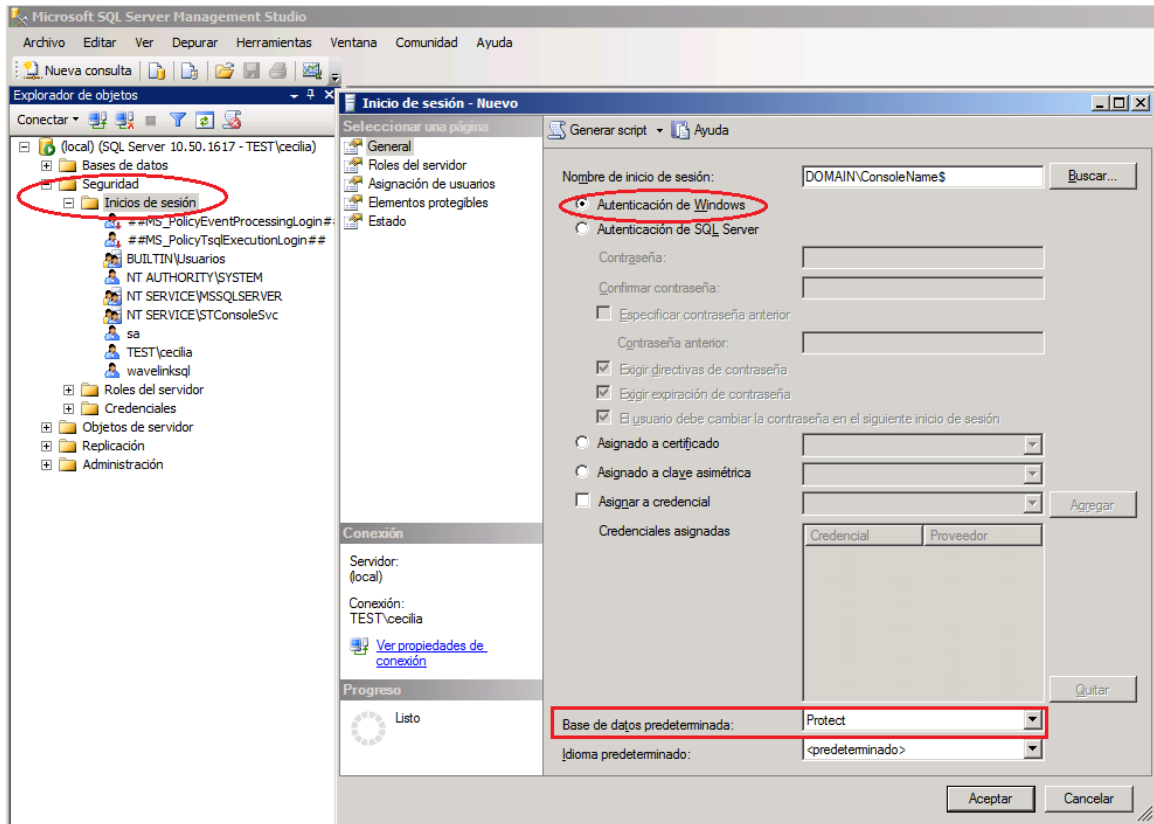 Microsoft SQL Server Management Studio
Archivo Editar Ver Depurar Herramientas Ventana Comunidad Ayuda
Nueva consulta
Explorador de objetos
Conectar
(local) (SQL Server 10.50.1617 - TEST\cecilia)
Bases de datos
Seguridad
Inicios de sesión
##MS_PolicyEventProcessingLogin#
##MS_PolicyTsqlExecutionLogin##
BUILTIN\Usuarios
NT AUTHORITY\SYSTEM
NT SERVICE\MSSQLSERVER
NT SERVICE\STConsoleSvc
sa
TEST\cecilia
wavelinksql
Roles del servidor
Credenciales
Objetos de servidor
Replicación
Administración
Inicio de sesión - Nuevo
Seleccionar una página
General
Roles del servidor
Asignación de usuarios
Elementos protegibles
Estado
Conexión
Servidor:
(local)
Conexión:
TEST\cecilia
Ver propiedades de
conexión
Progreso
Listo
Generar script Ayuda
Nombre de inicio de sesión: DOMAIN\ConsoleName$ Buscar...
Autenticación de Windows
Autenticación de SQL Server
Contraseña:
Confirmar contraseña:
Especificar contraseña anterior
Contraseña anterior:
Exigir directivas de contraseña
Exigir expiración de contraseña
El usuario debe cambiar la contraseña en el siguiente inicio de sesión
Asignado a certificado
Asignado a clave asimétrica
Asignar a credencial Agregar
Credenciales asignadas Credencial Proveedor
Quitar
Base de datos predeterminada: Protect
Idioma predeterminado: <predeterminado>
Aceptar Cancelar